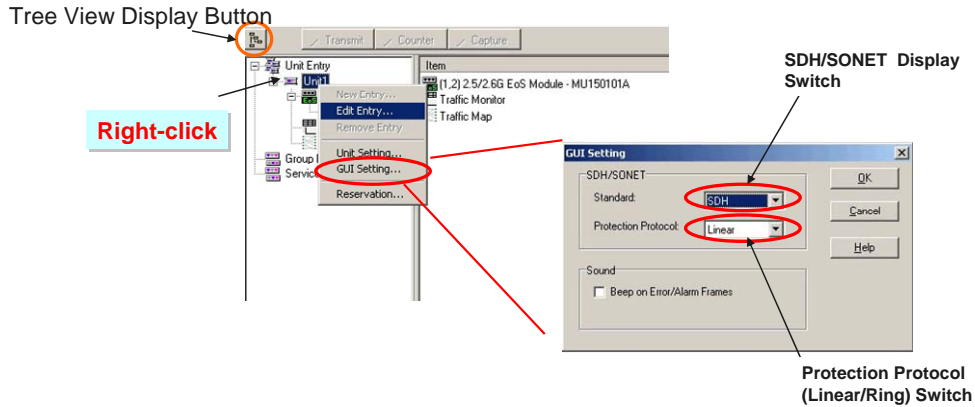 Tree View Display Button
Transmit
Counter
Capture
Unit Entry
Unit1
EoS
Group
Service
Item
(1,2) 2.5/2.6G EoS Module - MU150101A
Traffic Monitor
Traffic Map
New Entry...
Edit Entry...
Remove Entry
Unit Setting...
GUI Setting...
Reservation...
Right-click
SDH/SONET Display
Switch
GUI Setting
SDH/SONET
Standard:
SDH
Protection Protocol:
Linear
OK
Cancel
Help
Sound
Beep on Error/Alarm Frames
Protection Protocol
(Linear/Ring) Switch